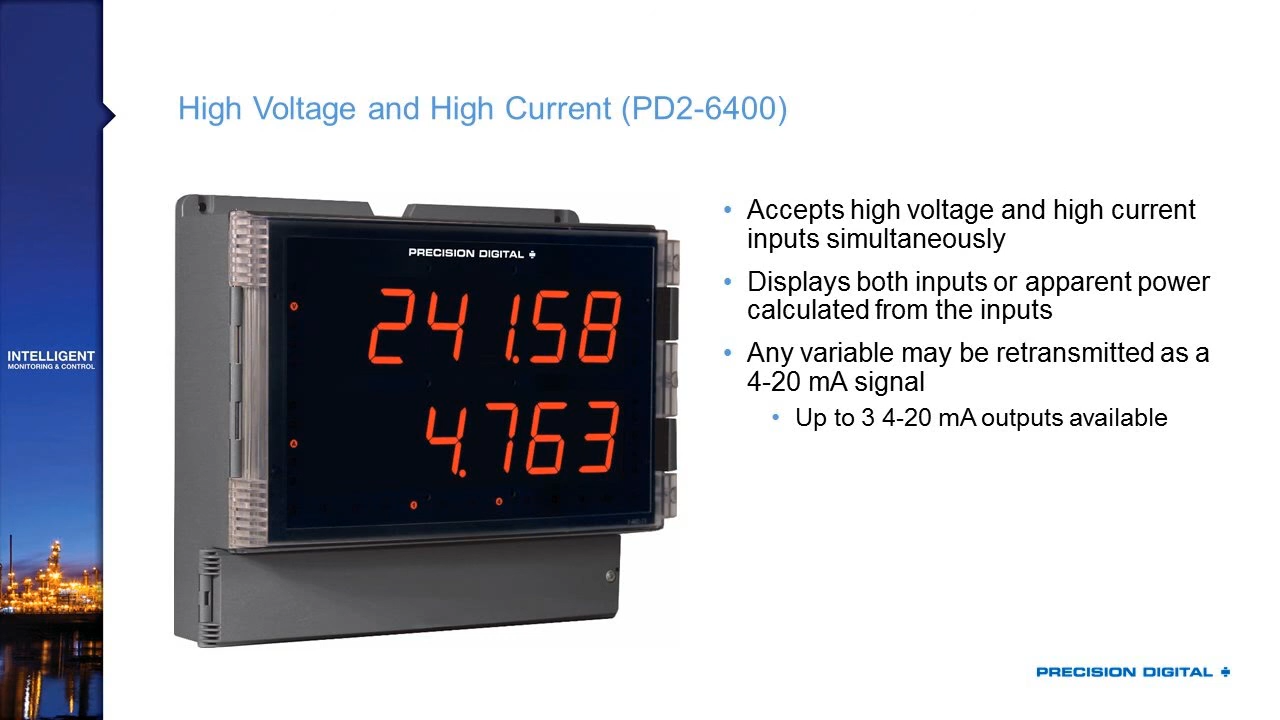 High Voltage and High Current (PD2-6400)
INTELLIGENT
MONITORING & CONTROL
PRECISION DIGITAL
V
241.58
A
4.763
1 4
• Accepts high voltage and high current
inputs simultaneously
• Displays both inputs or apparent power
calculated from the inputs
• Any variable may be retransmitted as a
4-20 mA signal
• Up to 3 4-20 mA outputs available
PRECISION DIGITAL